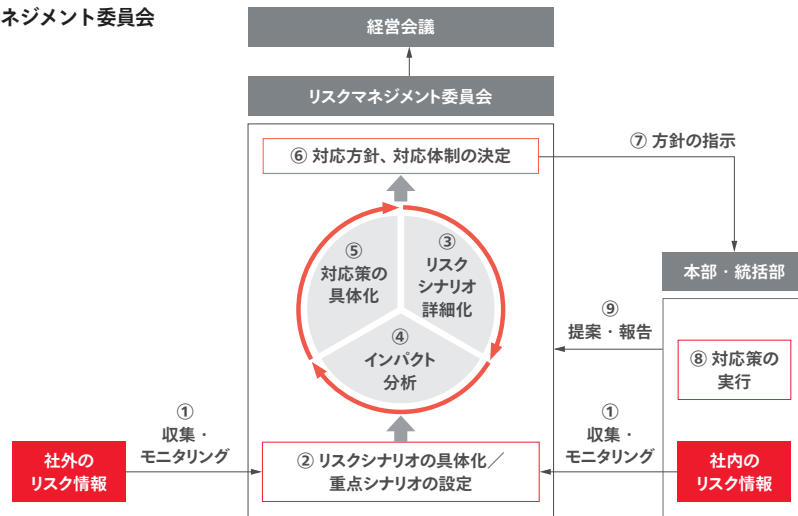 ネジメント委員会
経営会議
リスクマネジメント委員会
⑥ 対応方針、対応体制の決定
⑦ 方針の指示
本部・統括部
③
リスク
シナリオ
詳細化
⑤
対応策の
具体化
④
インパクト
分析
⑨
提案・報告
⑧ 対応策の
実行
①
収集・
モニタリング
①
収集・
モニタリング
社外の
リスク情報
② リスクシナリオの具体化／
重点シナリオの設定
社内の
リスク情報